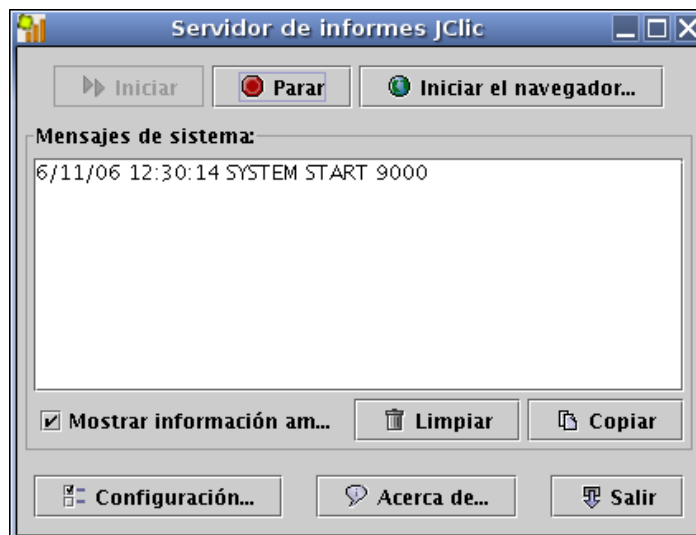 Servidor de informes JClic
Iniciar
Parar
Iniciar el navegador...
Mensajes de sistema:
6/11/06 12:30:14 SYSTEM START 9000
Mostrar información am...
Limpiar
Copiar
Configuración...
Acerca de...
Salir